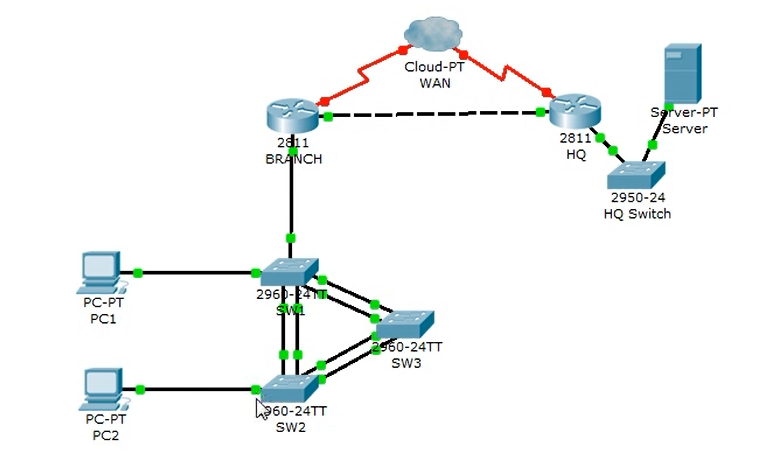 Cloud-PT
WAN
Server-PT
Server
2811
BRANCH
2811
HQ
2950-24
HQ Switch
2960-24TT
SW1
PC-PT
PC1
2960-24TT
SW3
PC-PT
PC2
960-24TT
SW2